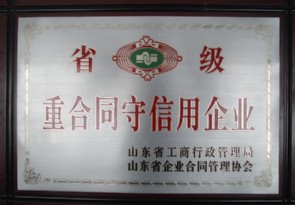 省级
重合同守信用企业
山东省工商行政管理局
山东省企业合同管理协会